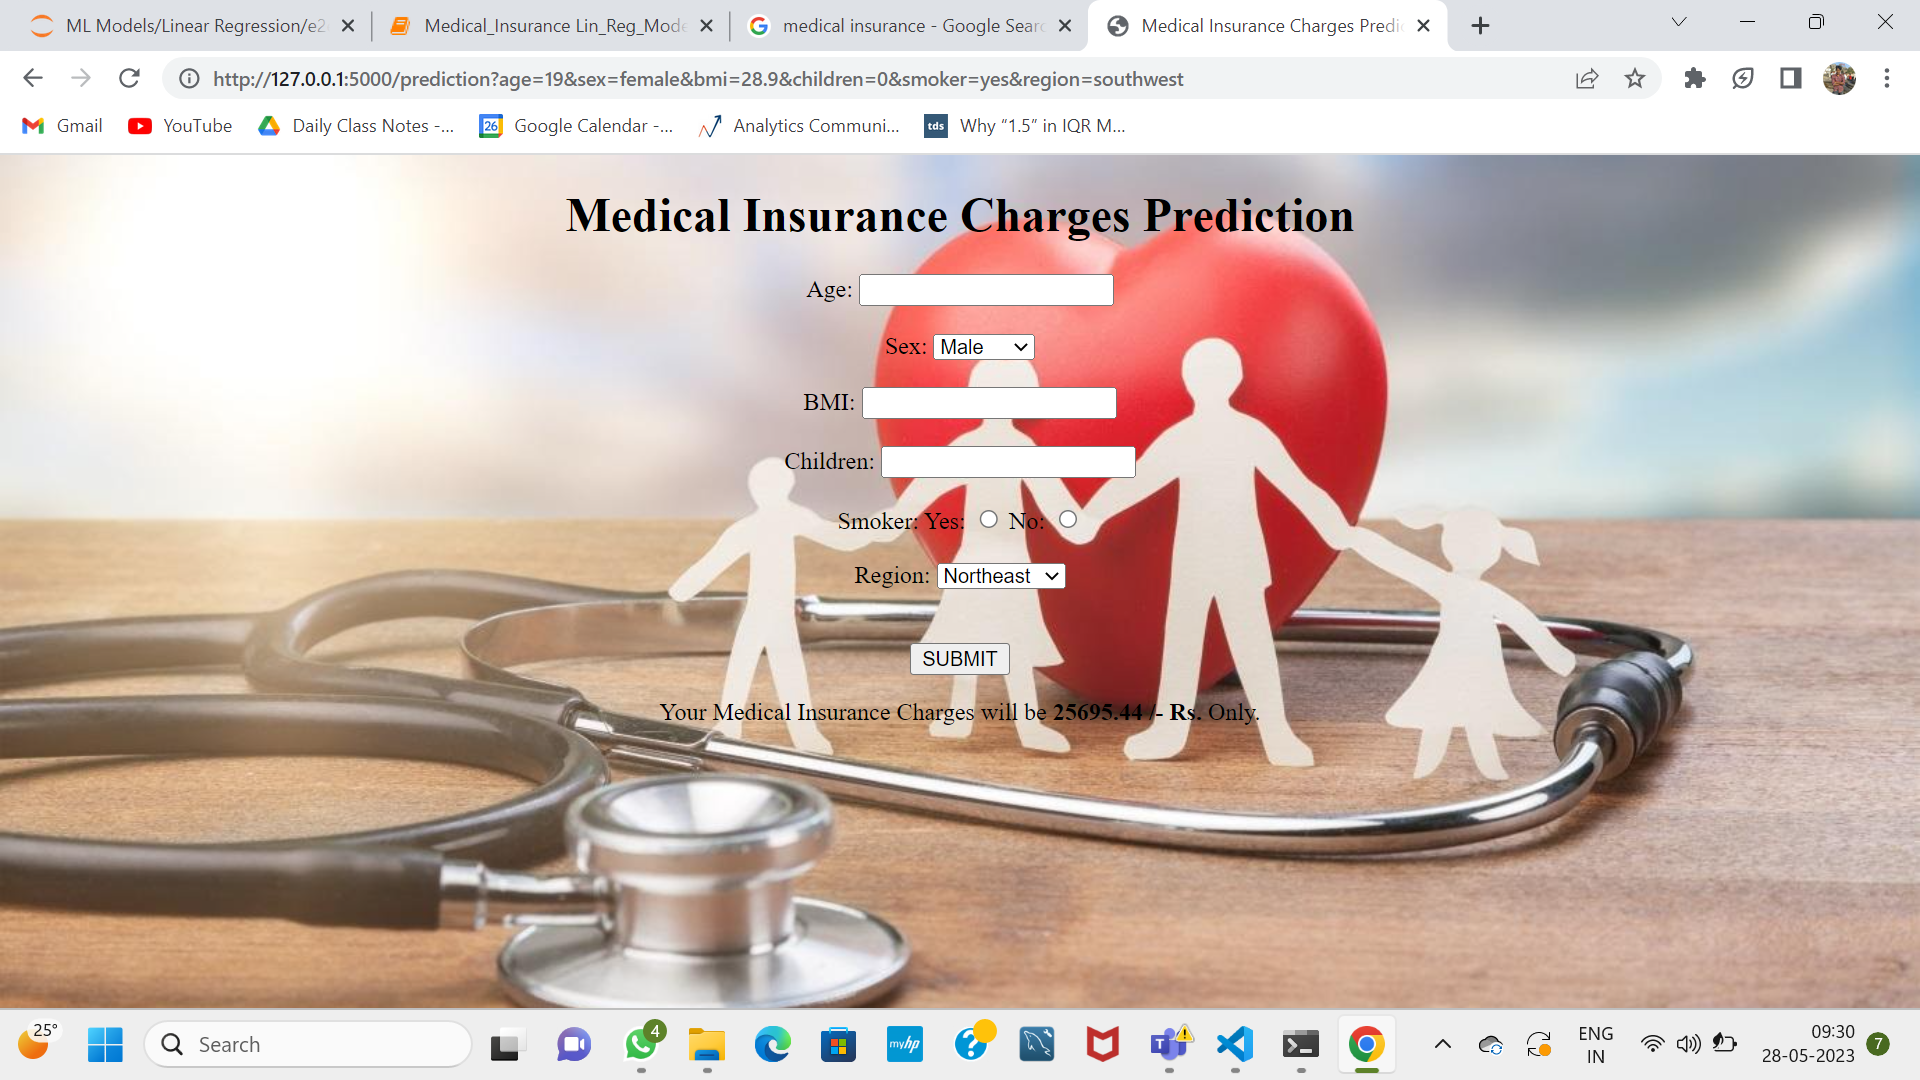 ML Models/Linear Regression/e2
Medical_Insurance Lin_Reg_Mode
medical insurance - Google Searc
Medical Insurance Charges Predi
http://127.0.0.1:5000/prediction?age=19&sex=female&bmi=28.9&children=0&smoker=yes&region=southwest
Gmail
YouTube
Daily Class Notes -...
26
Google Calendar -...
Analytics Communi...
tds
Why “1.5” in IQR M...
Medical Insurance Charges Prediction
Age:
Sex: Male
BMI:
Children:
Smoker: Yes: No:
Region: Northeast
SUBMIT
Your Medical Insurance Charges will be 25695.44 /- Rs. Only.
25°
Search
4
myhp
?
T
ENG
IN
09:30
28-05-2023
7